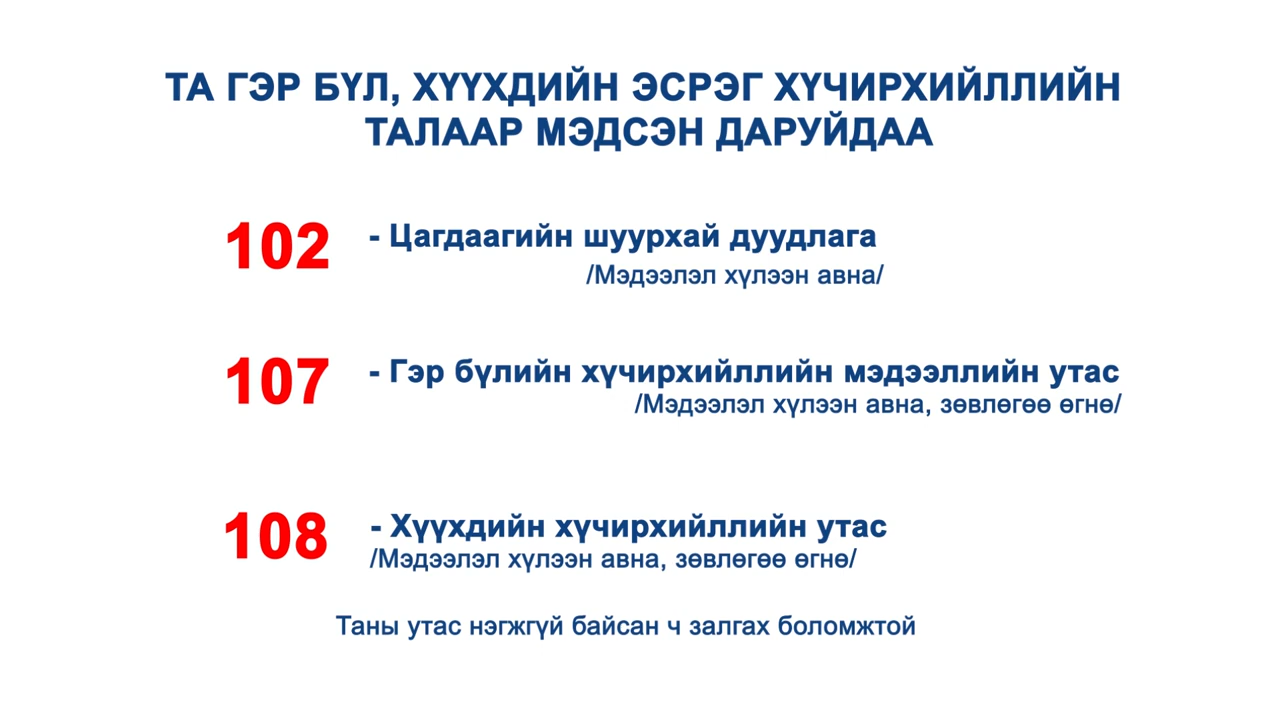 ТА ГЭР БҮЛ, ХҮҮХДИЙН ЭСРЭГ ХҮЧИРХИЙЛЛИЙН
ТАЛААР МЭДСЭН ДАРУЙДАА
102 - Цагдаагийн шуурхай дуудлага
/Мэдээлэл хүлээн авна/
107 - Гэр бүлийн хүчирхийллийн мэдээллийн утас
/Мэдээлэл хүлээн авна, зөвлөгөө өгнө/
108 - Хүүхдийн хүчирхийллийн утас
/Мэдээлэл хүлээн авна, зөвлөгөө өгнө/
Таны утас нэгжгүй байсан ч залгах боломжтой